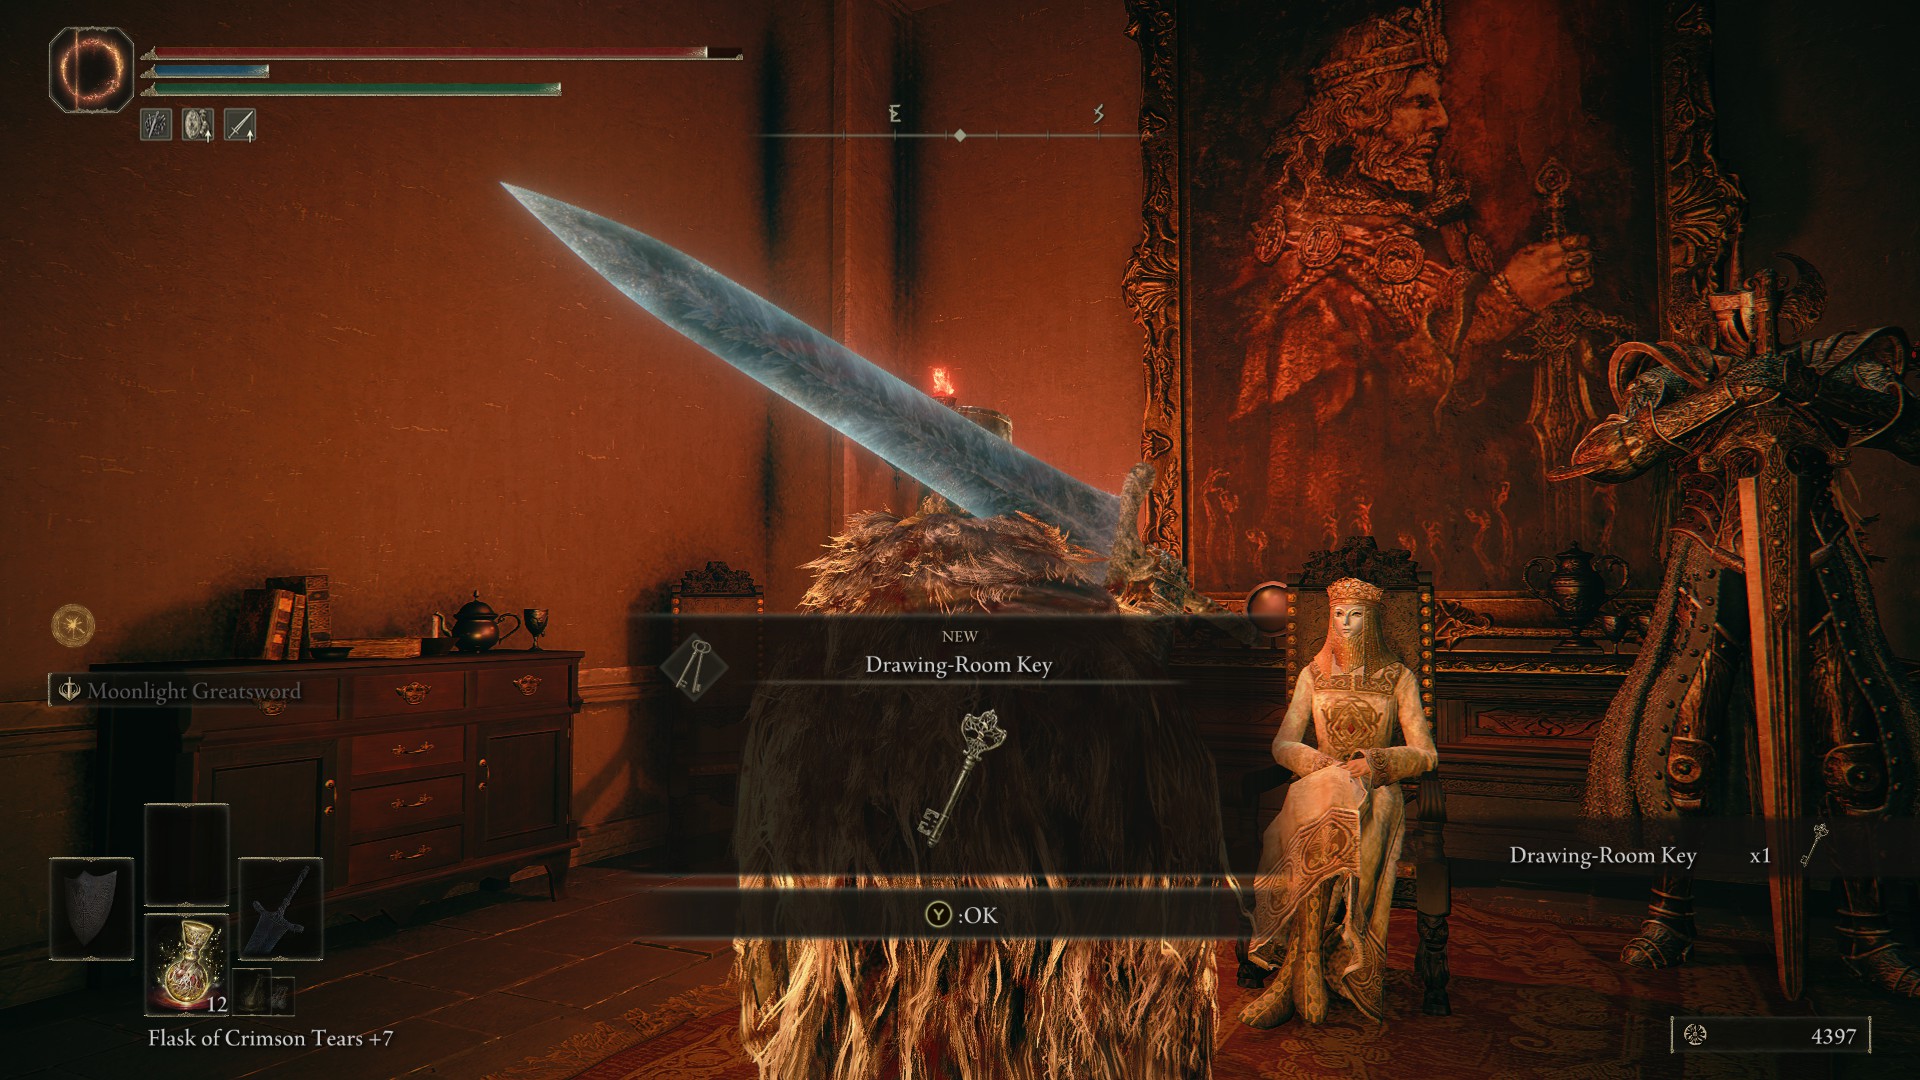 E
S
NEW
Drawing-Room Key
Moonlight Greatsword
Drawing-Room Key x1
Y :OK
12
Flask of Crimson Tears +7
4397